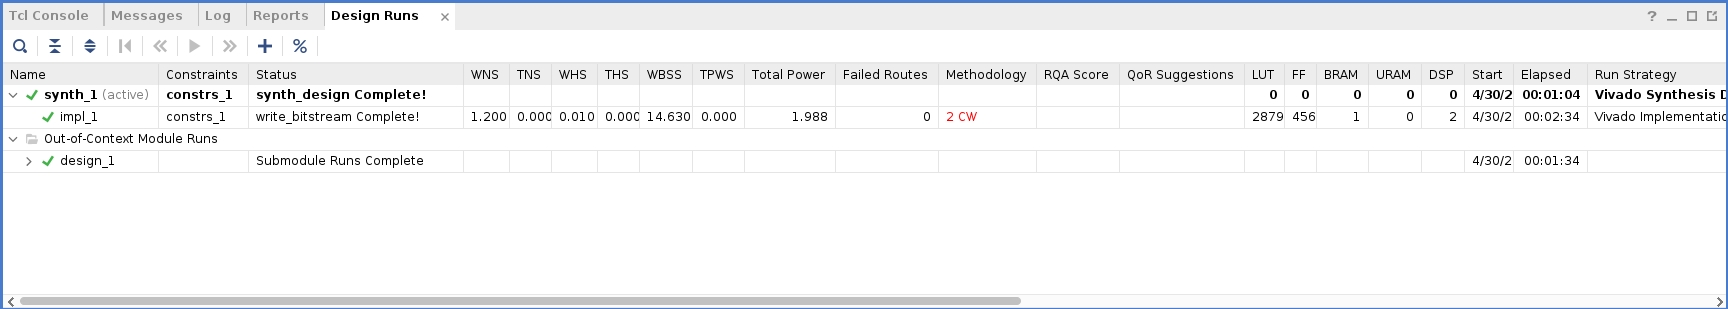 Tcl Console Messages Log Reports Design Runs ×
? _
%
Name Constraints Status WNS TNS WHS THS WBSS TPWS Total Power Failed Routes Methodology RQA Score QoR Suggestions LUT FF BRAM URAM DSP Start Elapsed Run Strategy
synth_1 (active) constrs_1 synth_design Complete! 0 0 0 0 0 4/30/2 00:01:04 Vivado Synthesis D
impl_1 constrs_1 write_bitstream Complete! 1.200 0.000 0.010 0.000 14.630 0.000 1.988 0 2 CW 2879 456 1 0 2 4/30/2 00:02:34 Vivado Implementatio
Out-of-Context Module Runs
design_1 Submodule Runs Complete 4/30/2 00:01:34